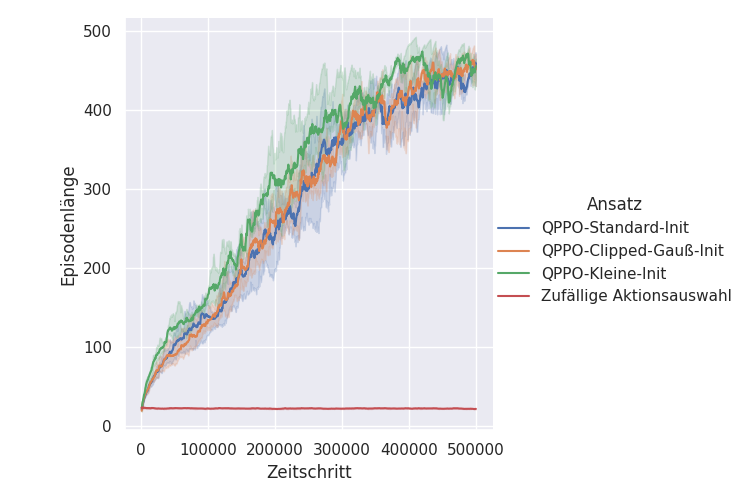 500
400
300
200
100
0
Episodenlänge
0 100000 200000 300000 400000 500000
Zeitschritt
Ansatz
QPPO-Standard-Init
QPPO-Clipped-Gauß-Init
QPPO-Kleine-Init
Zufällige Aktionsauswahl